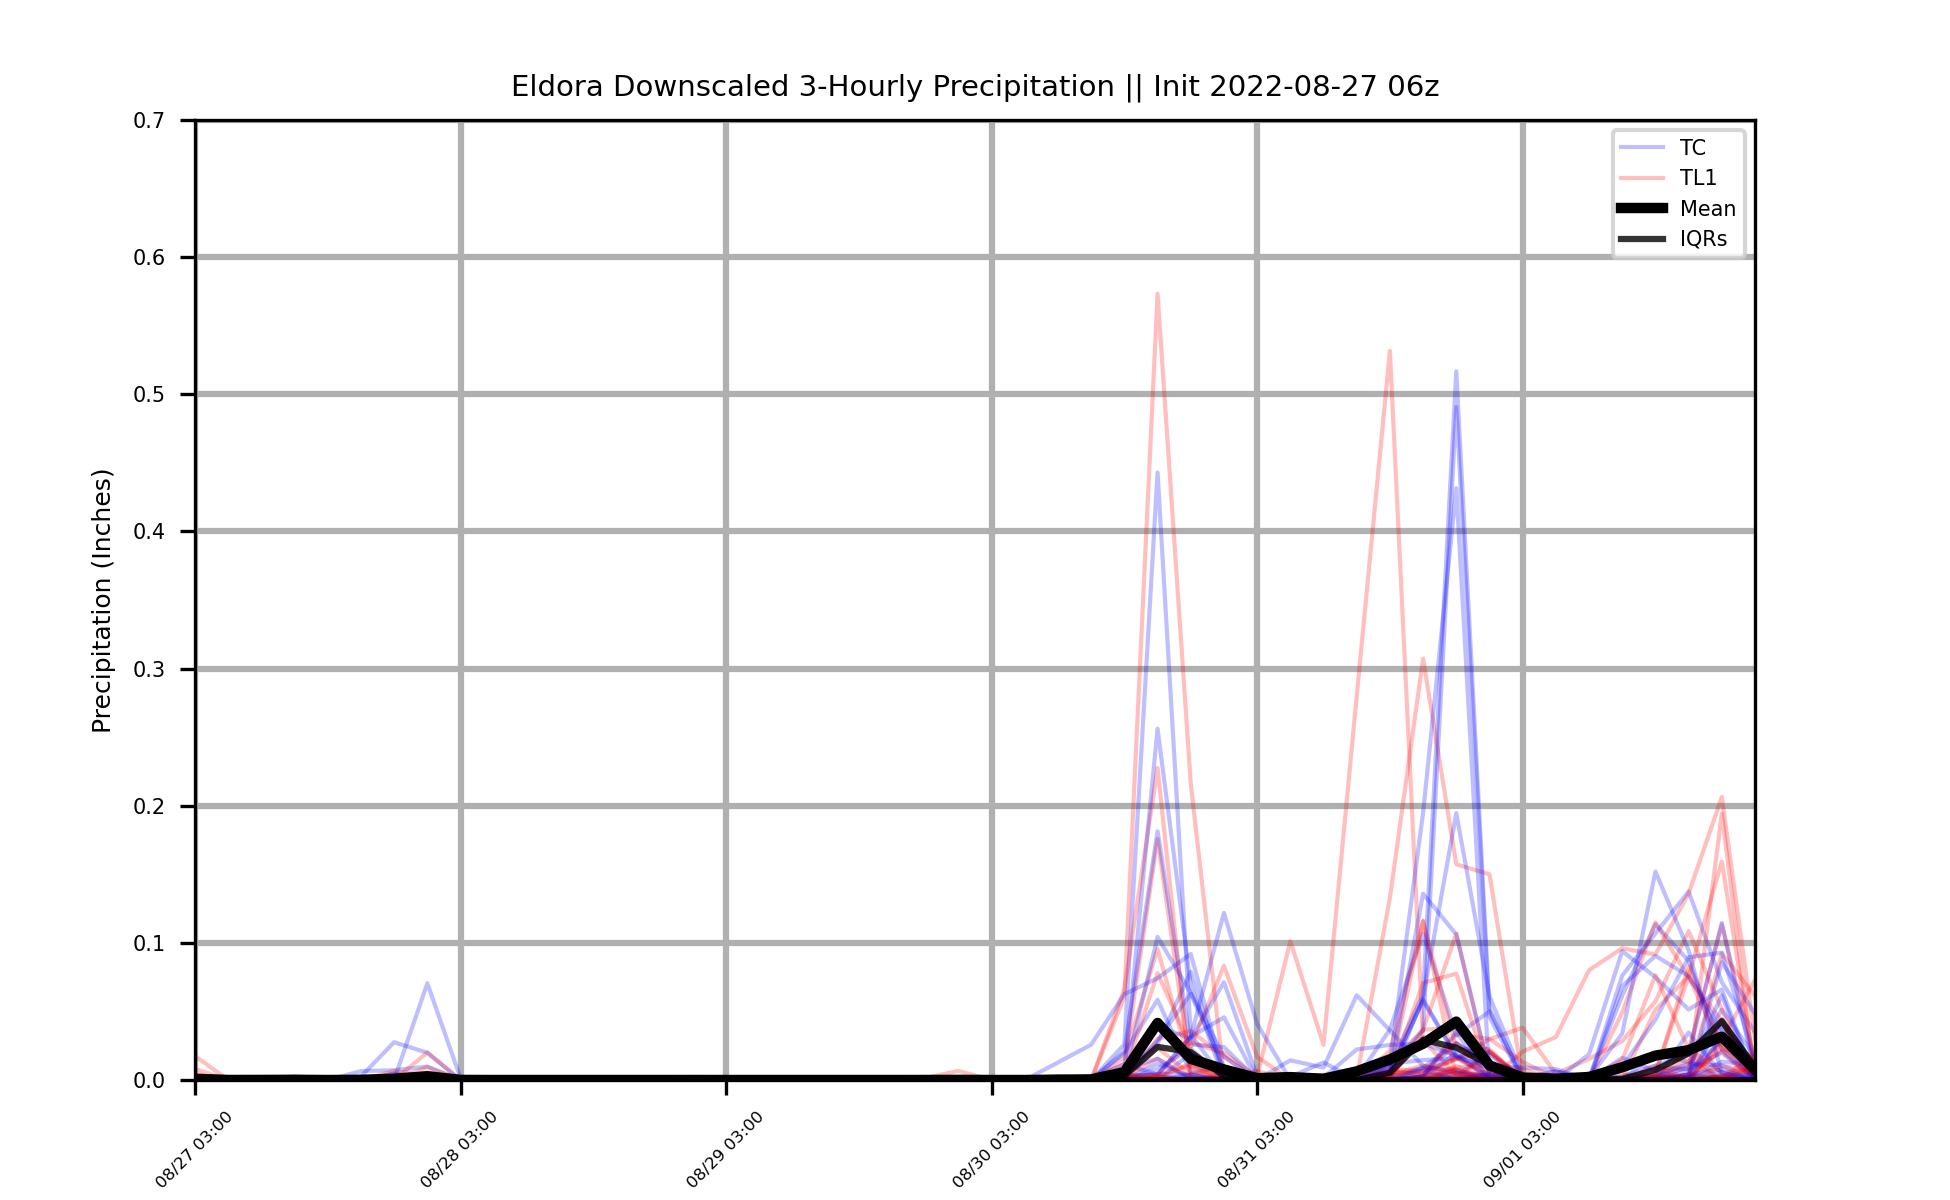 Eldora Downscaled 3-Hourly Precipitation || Init 2022-08-27 06z
Precipitation (Inches)
0.7
0.6
0.5
0.4
0.3
0.2
0.1
0.0
TC
TL1
Mean
IQRs
08/27 03:00
08/28 03:00
08/29 03:00
08/30 03:00
08/31 03:00
09/01 03:00